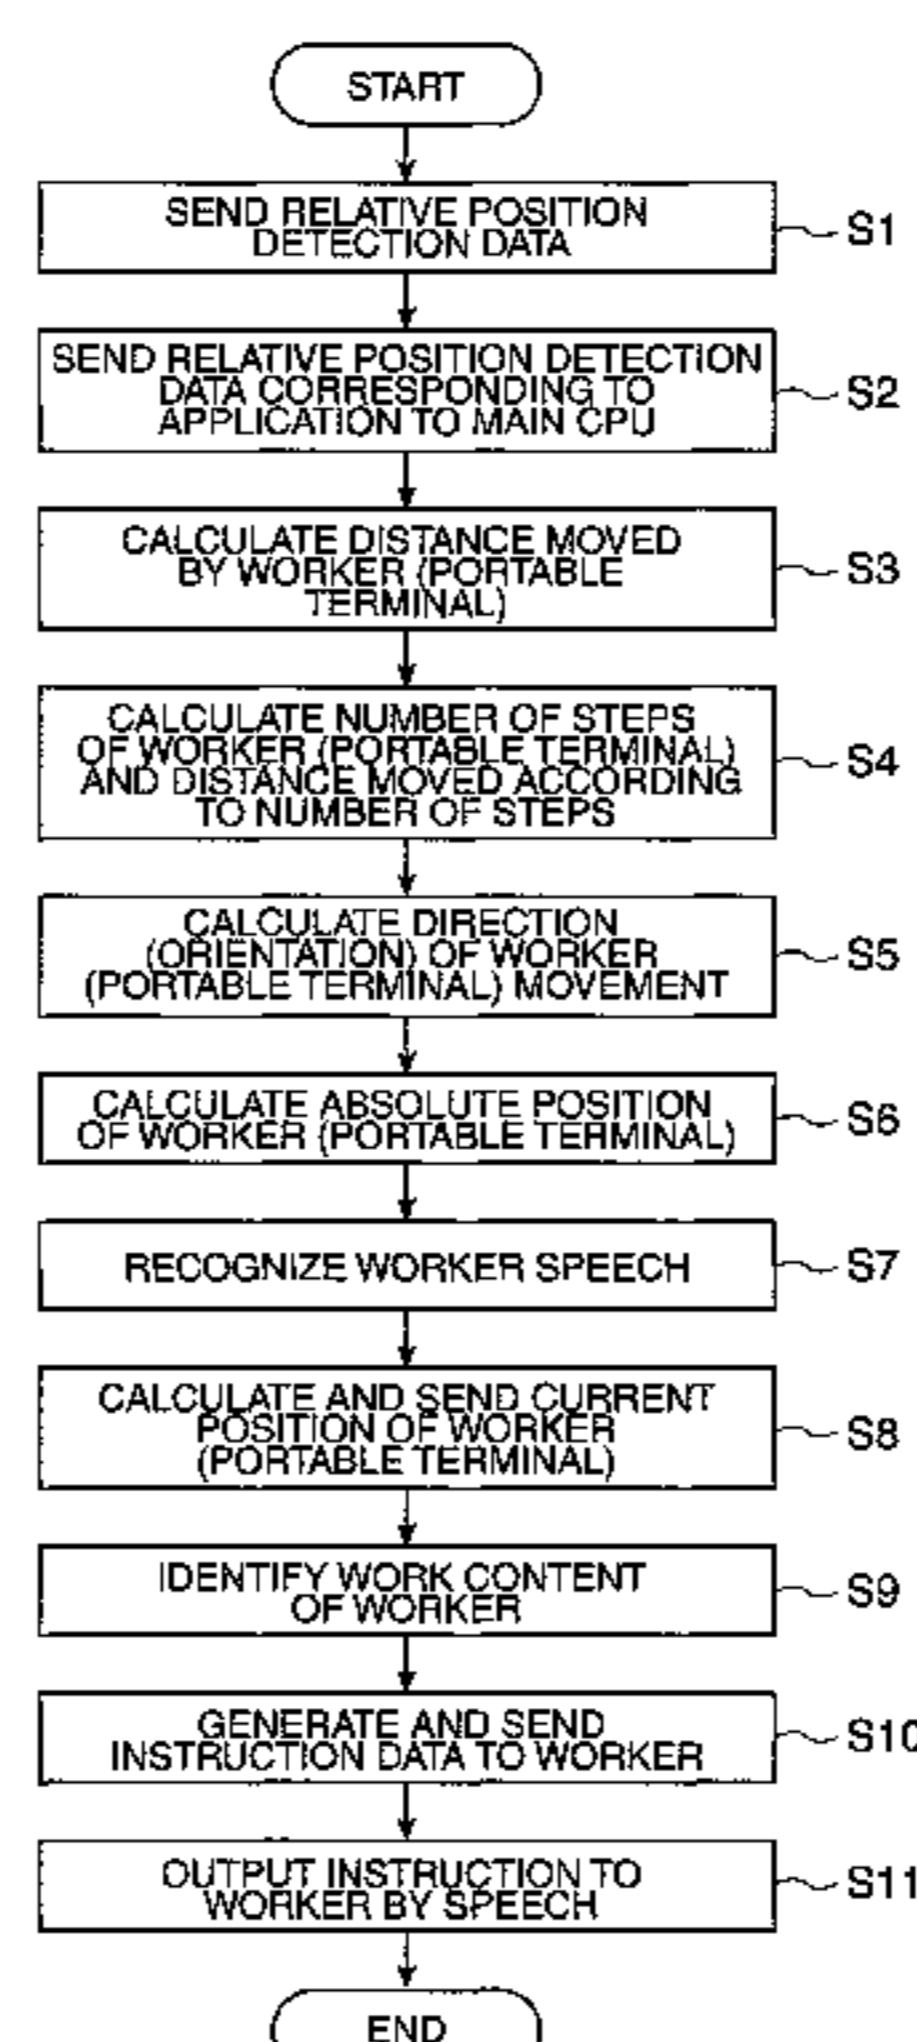 START
SEND RELATIVE POSITION
DETECTION DATA
S1
SEND RELATIVE POSITION DETECTION
DATA CORRESPONDING TO
APPLICATION TO MAIN CPU
S2
CALCULATE DISTANCE MOVED
BY WORKER (PORTABLE
TERMINAL)
S3
CALCULATE NUMBER OF STEPS
OF WORKER (PORTABLE TERMINAL)
AND DISTANCE MOVED ACCORDING
TO NUMBER OF STEPS
S4
CALCULATE DIRECTION
(ORIENTATION) OF WORKER
(PORTABLE TERMINAL) MOVEMENT
S5
CALCULATE ABSOLUTE POSITION
OF WORKER (PORTABLE TERMINAL)
S6
RECOGNIZE WORKER SPEECH
S7
CALCULATE AND SEND CURRENT
POSITION OF WORKER
(PORTABLE TERMINAL)
S8
IDENTIFY WORK CONTENT
OF WORKER
S9
GENERATE AND SEND
INSTRUCTION DATA TO WORKER
S10
OUTPUT INSTRUCTION TO
WORKER BY SPEECH
S11
END